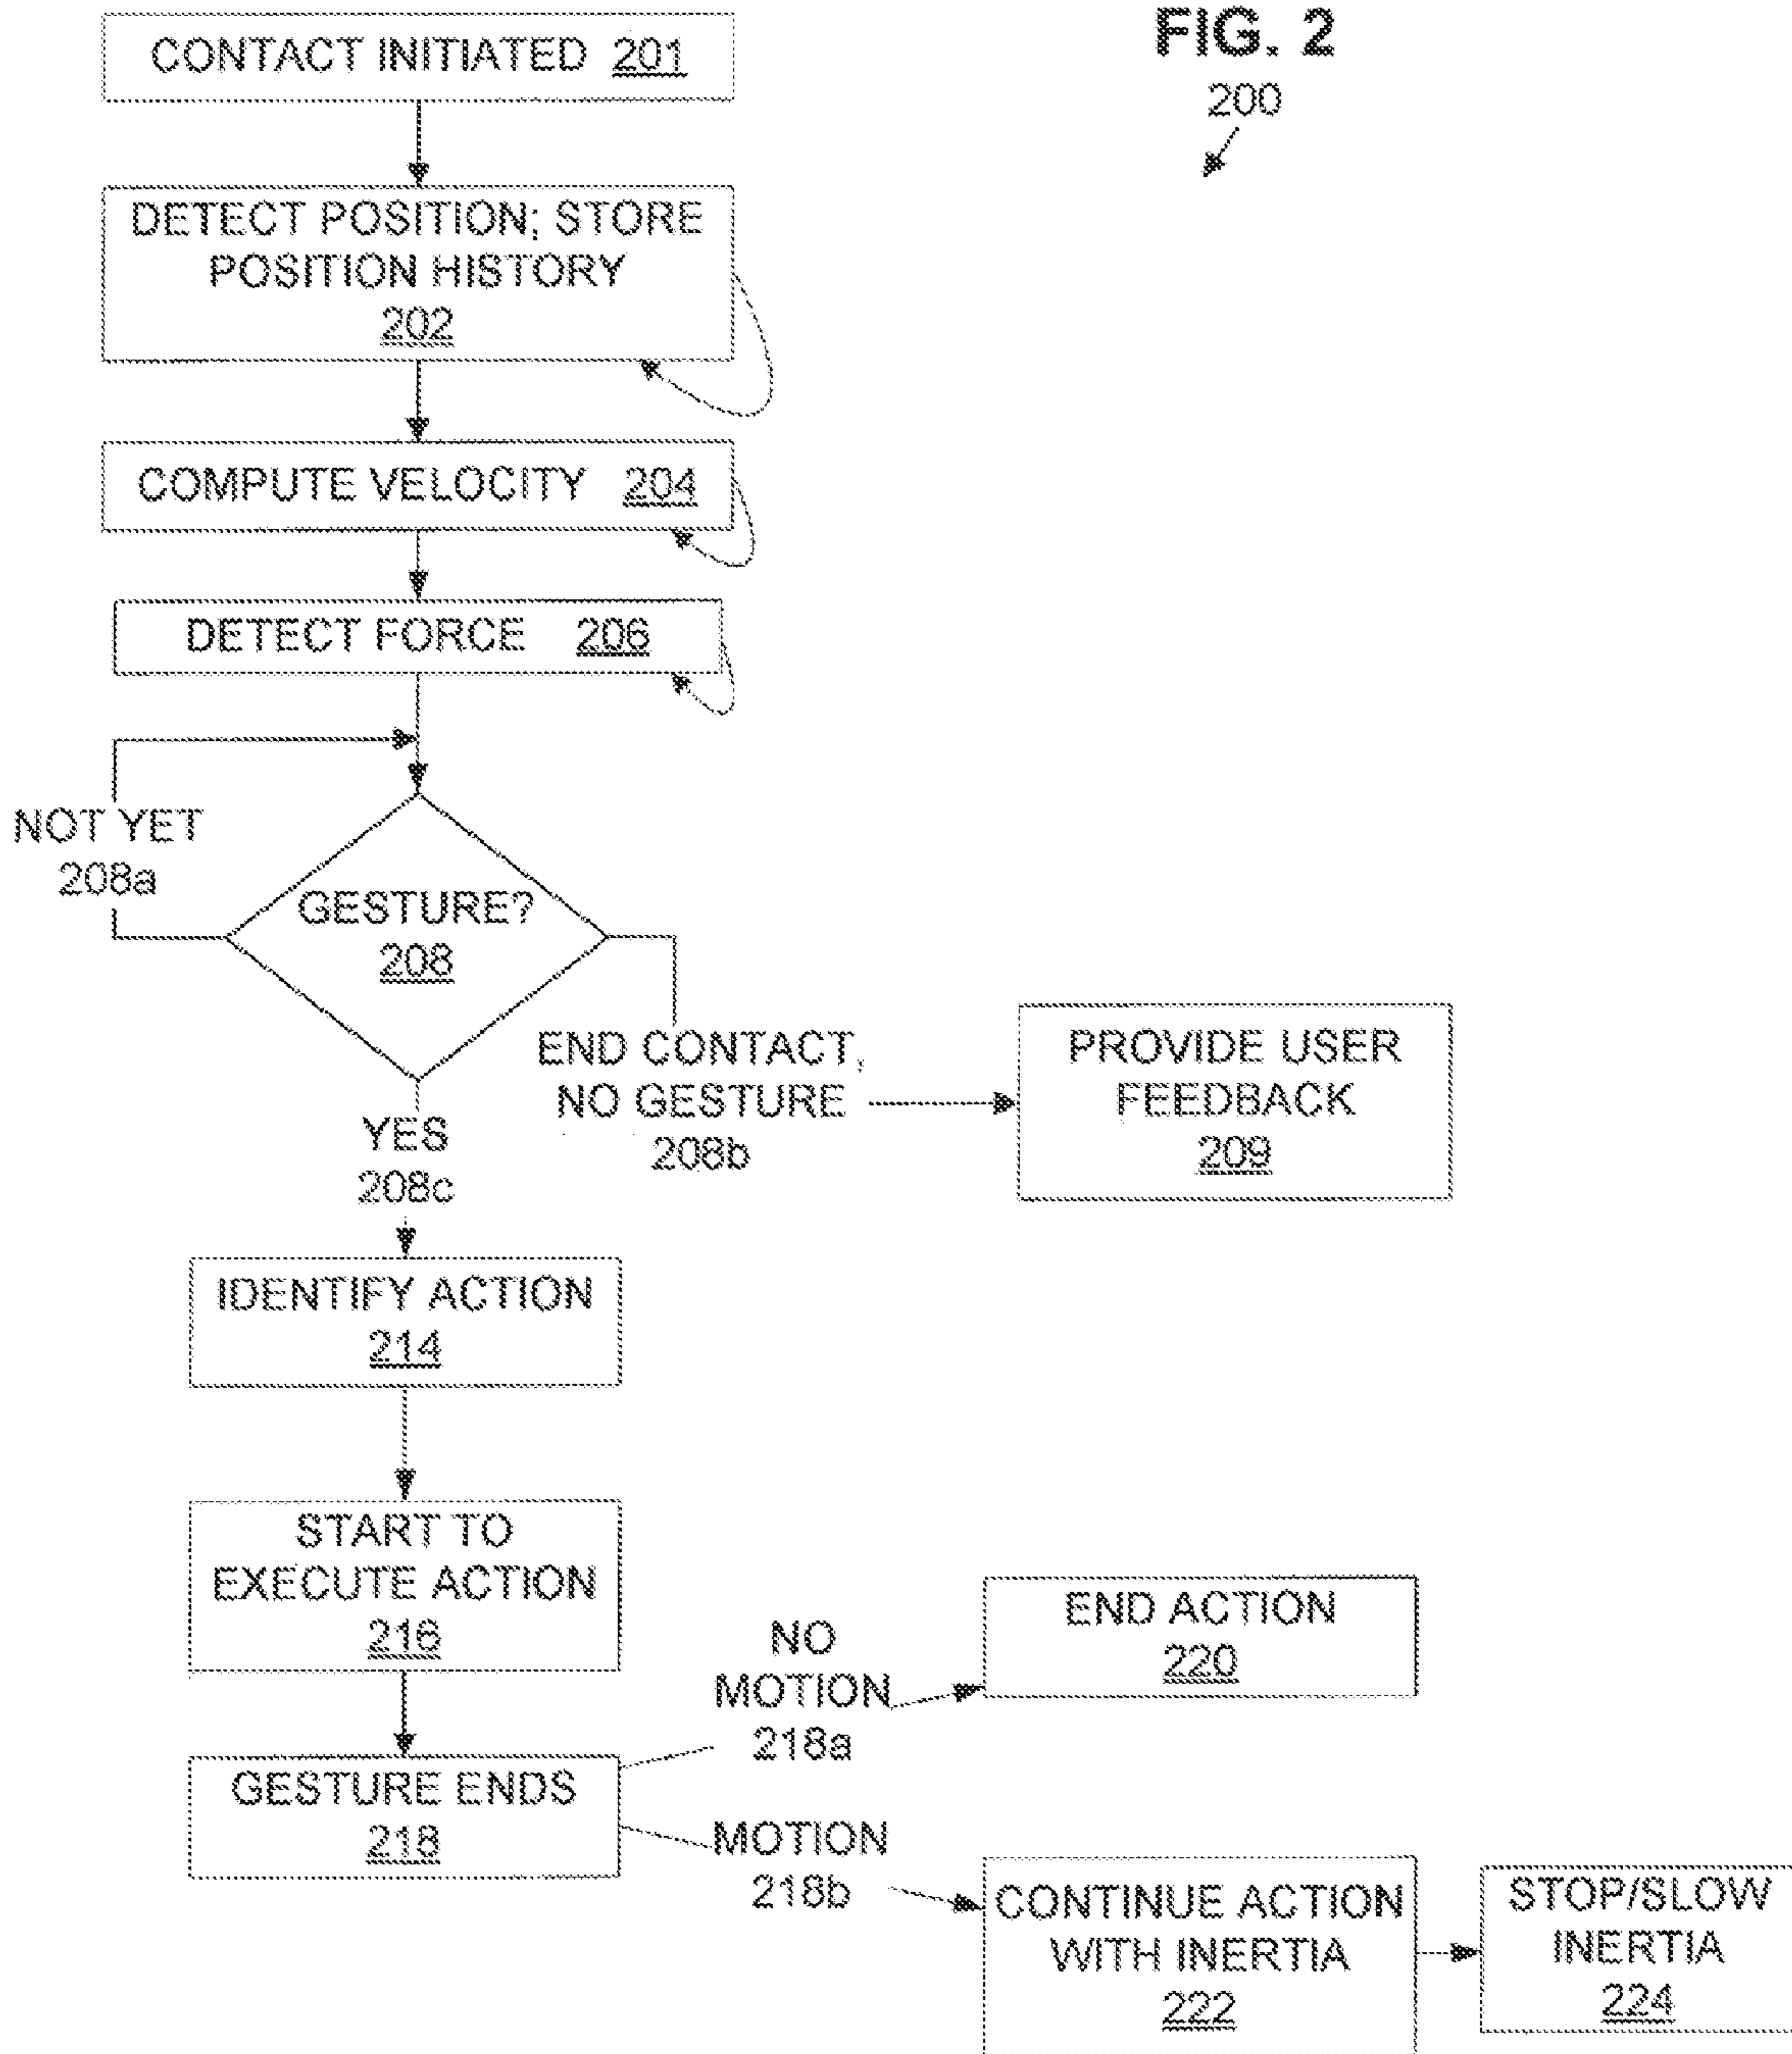 FIG. 2
200
CONTACT INITIATED 201
DETECT POSITION; STORE
POSITION HISTORY
202
COMPUTE VELOCITY 204
DETECT FORCE 206
NOT YET
208a
GESTURE?
208
END CONTACT,
NO GESTURE
208b
PROVIDE USER
FEEDBACK
209
YES
208c
IDENTIFY ACTION
214
START TO
EXECUTE ACTION
216
GESTURE ENDS
218
NO
MOTION
218a
END ACTION
220
MOTION
218b
CONTINUE ACTION
WITH INERTIA
222
STOP/SLOW
INERTIA
224